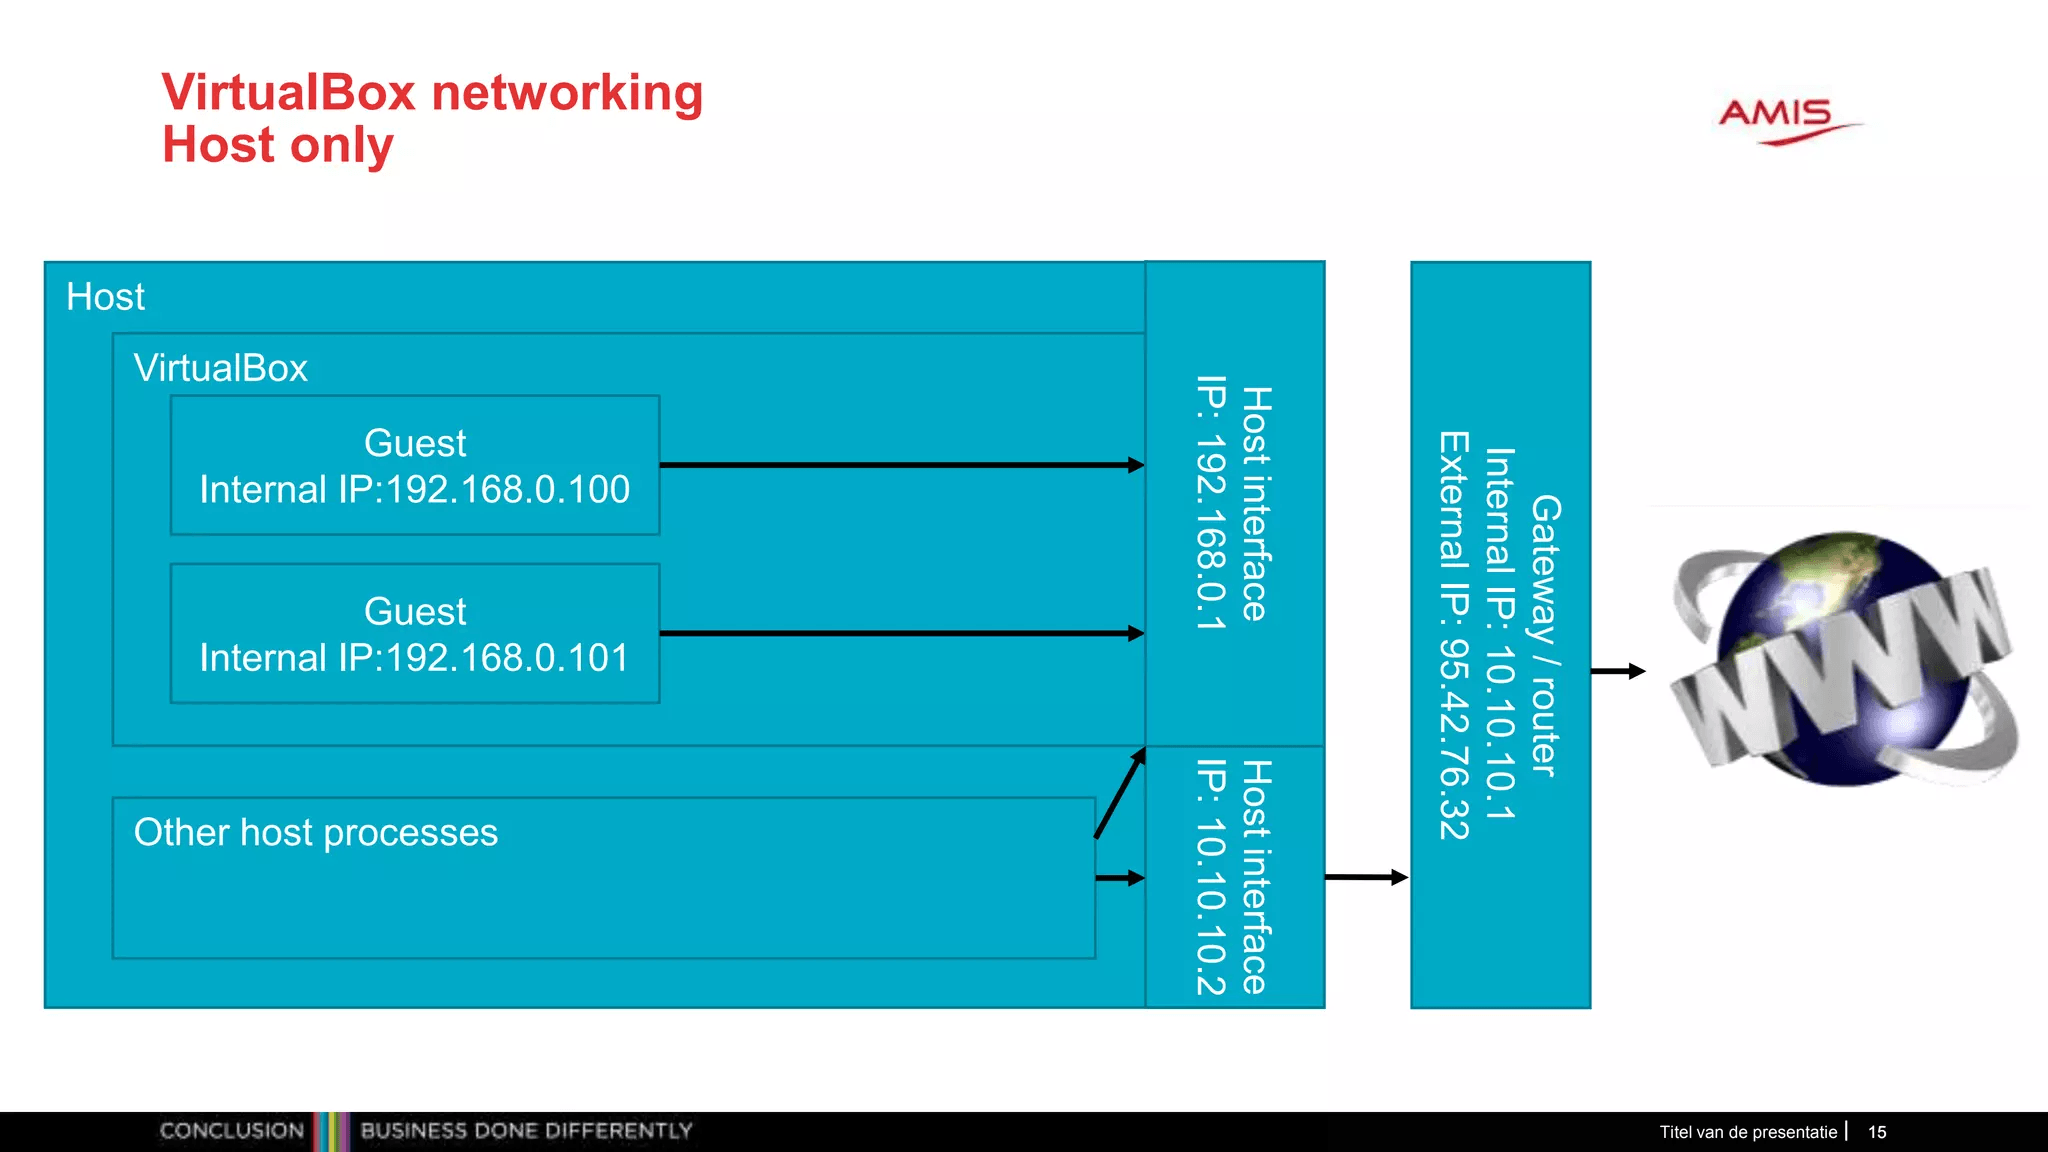 VirtualBox networking
Host only
AMIS
Host
VirtualBox
Guest
Internal IP:192.168.0.100
Guest
Internal IP:192.168.0.101
Other host processes
Host interface
IP: 192.168.0.1
Host interface
IP: 10.10.10.2
Gateway / router
Internal IP: 10.10.10.1
External IP: 95.42.76.32
WWW
CONCLUSION BUSINESS DONE DIFFERENTLY
Titel van de presentatie | 15